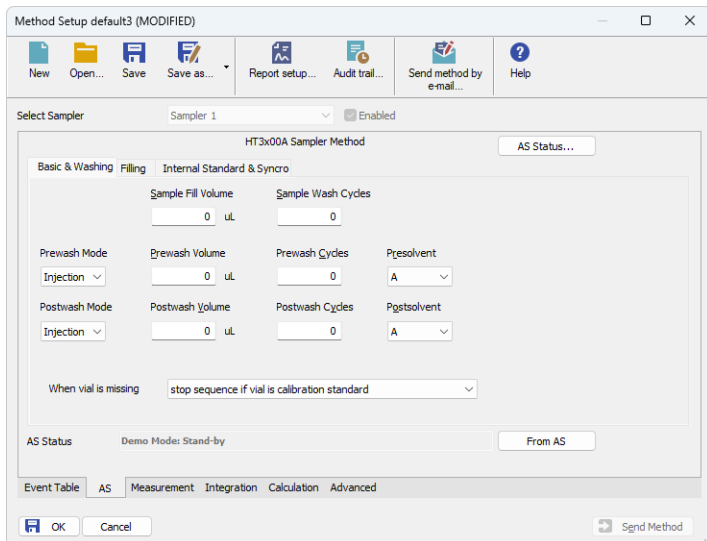 Method Setup default3 (MODIFIED)
New Open... Save Save as... Report setup... Audit trail... Send method by e-mail... Help
Select Sampler Sampler 1 Enabled
HT3x00A Sampler Method AS Status...
Basic & Washing Filling Internal Standard & Syncro
Sample Fill Volume Sample Wash Cycles
0 uL 0
Prewash Mode Prewash Volume Prewash Cycles Presolvent
Injection 0 uL 0 A
Postwash Mode Postwash Volume Postwash Cycles Postsolvent
Injection 0 uL 0 A
When vial is missing stop sequence if vial is calibration standard
AS Status Demo Mode: Stand-by From AS
Event Table AS Measurement Integration Calculation Advanced
OK Cancel Send Method